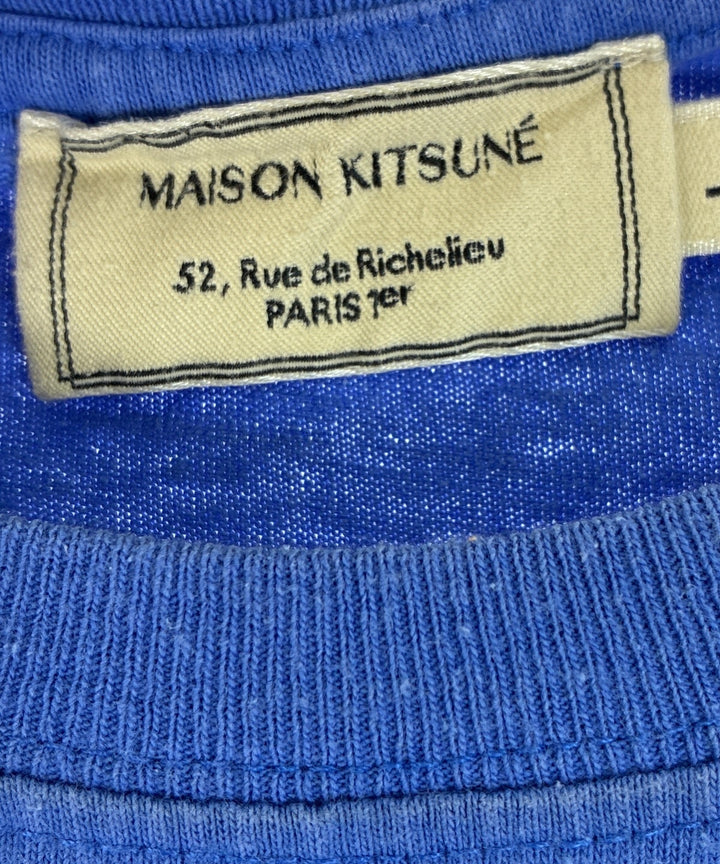 MAISON KITSUNÉ
52, Rue de Richelieu
PARIS 1er